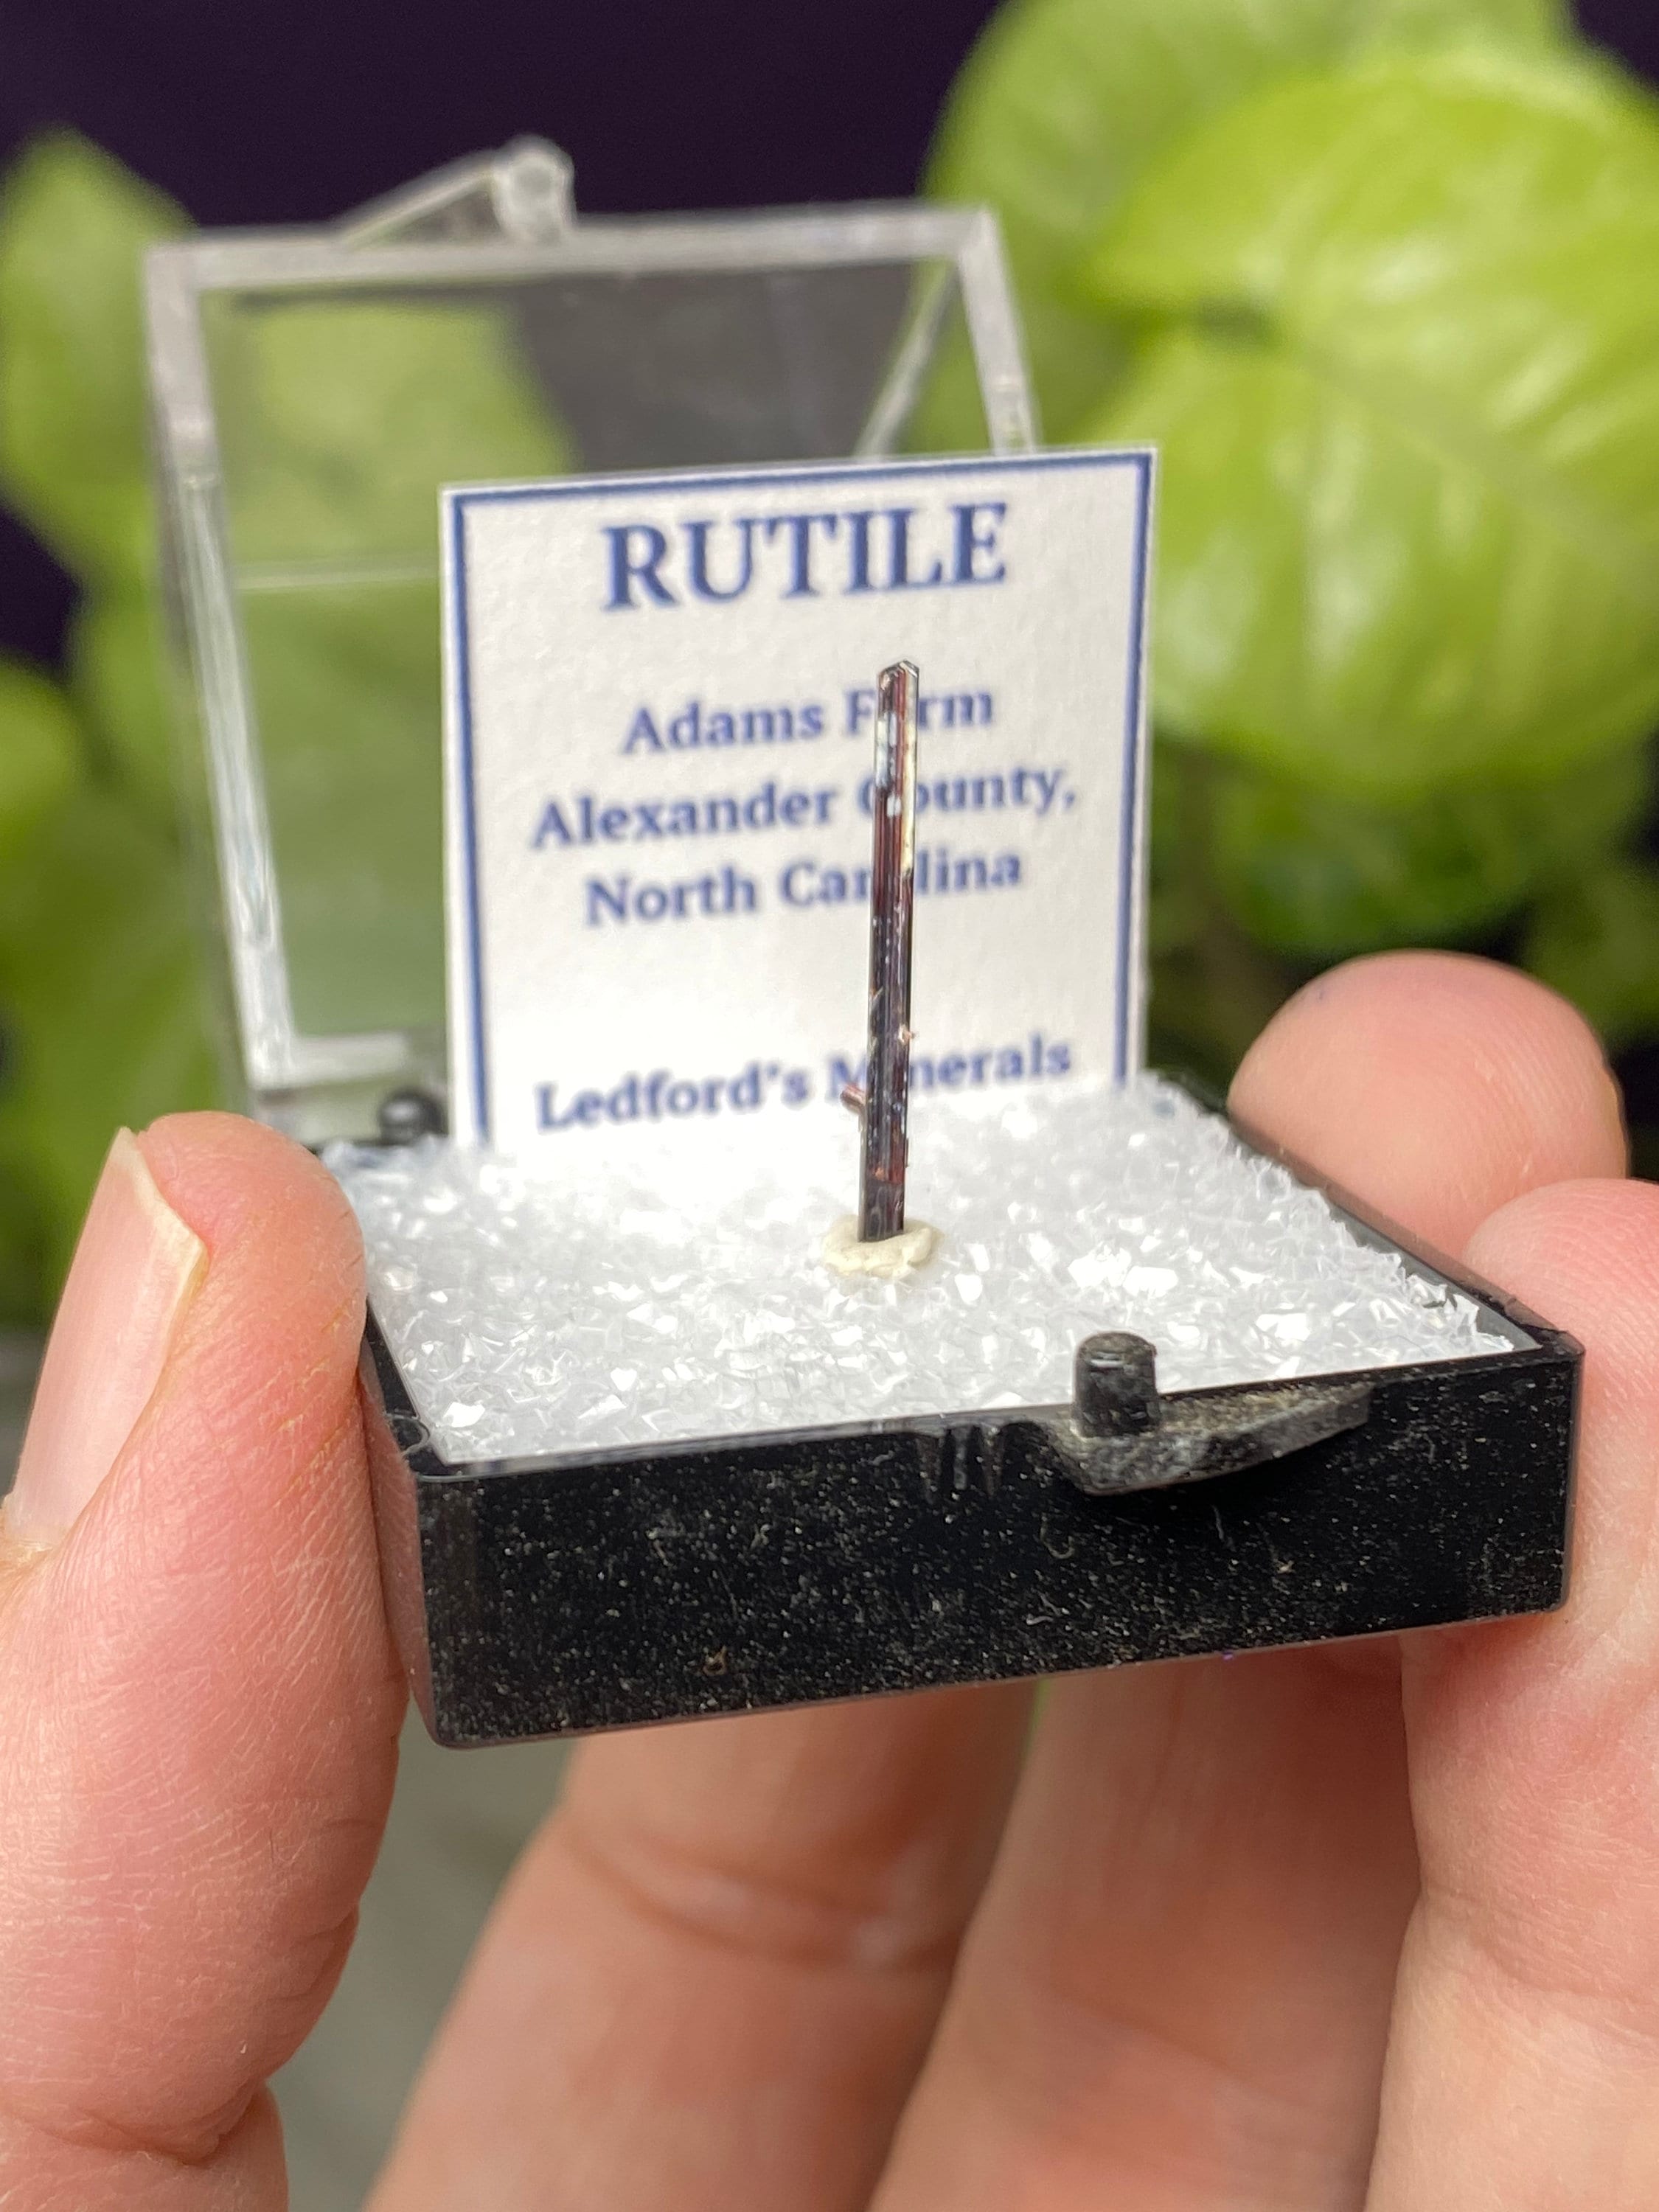 RUTILE
Adams Farm
Alexander County,
North Carolina
Ledford's Minerals